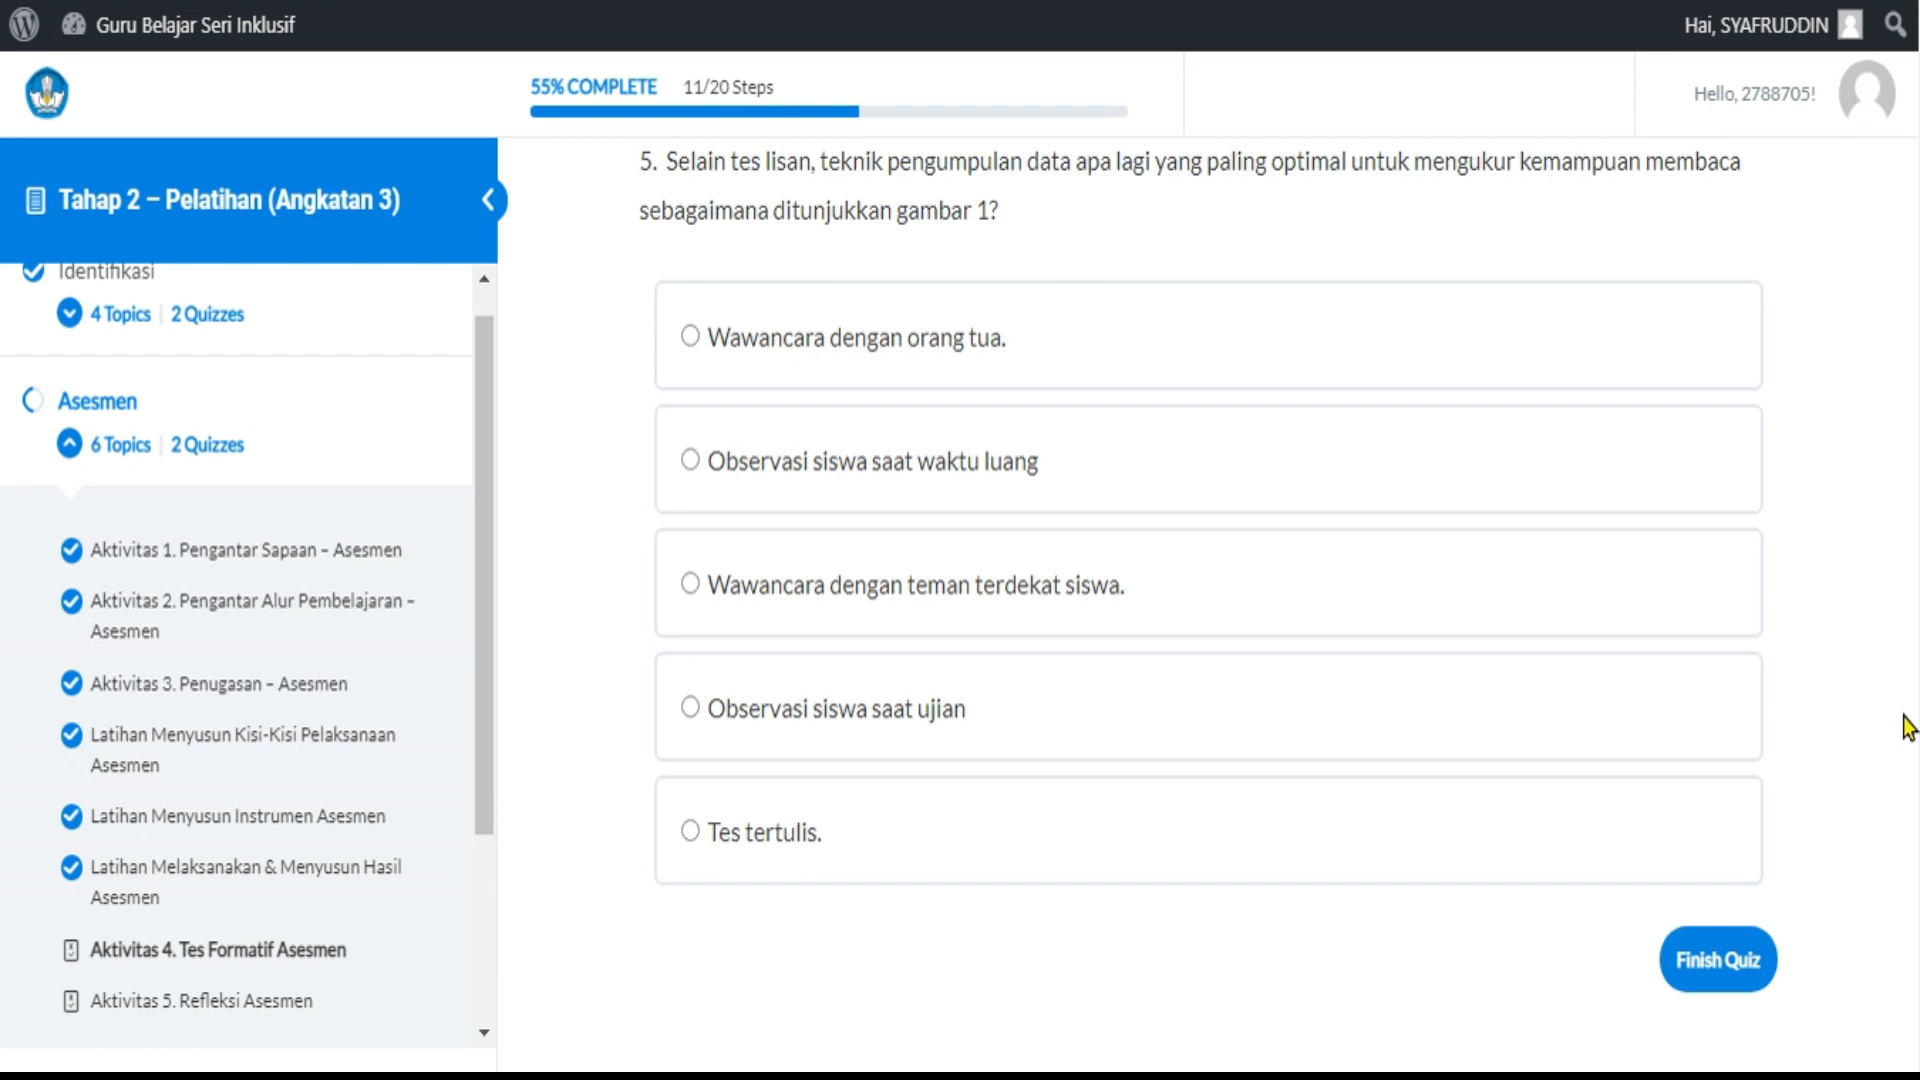 Guru Belajar Seri Inklusif
Hai, SYAFRUDDIN
55% COMPLETE 11/20 Steps
Hello, 2788705!
Tahap 2 – Pelatihan (Angkatan 3)
Identifikasi
4 Topics | 2 Quizzes
Asesmen
6 Topics | 2 Quizzes
Aktivitas 1. Pengantar Sapaan – Asesmen
Aktivitas 2. Pengantar Alur Pembelajaran –
Asesmen
Aktivitas 3. Penugasan – Asesmen
Latihan Menyusun Kisi-Kisi Pelaksanaan
Asesmen
Latihan Menyusun Instrumen Asesmen
Latihan Melaksanakan & Menyusun Hasil
Asesmen
Aktivitas 4. Tes Formatif Asesmen
Aktivitas 5. Refleksi Asesmen
5. Selain tes lisan, teknik pengumpulan data apa lagi yang paling optimal untuk mengukur kemampuan membaca
sebagaimana ditunjukkan gambar 1?
Wawancara dengan orang tua.
Observasi siswa saat waktu luang
Wawancara dengan teman terdekat siswa.
Observasi siswa saat ujian
Tes tertulis.
Finish Quiz